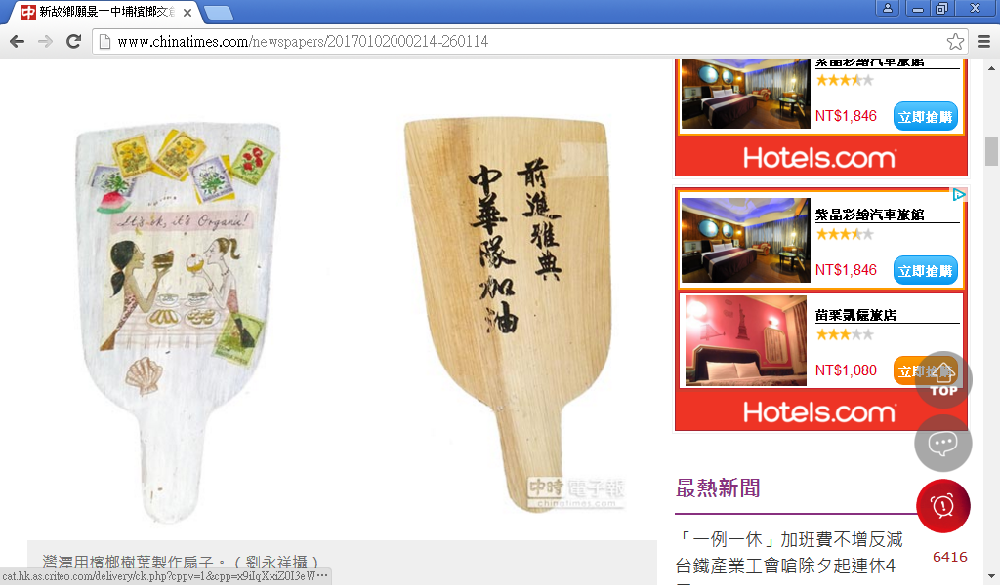 新故鄉願景一中埔檳榔文
www.chinatimes.com/newspapers/20170102000214-260114
It's ok, it's Organic!
前進雅典
中華隊加油
中時電子報
chinatimes.com
灣潭用檳榔樹葉製作扇子。（劉永祥攝）
cat.hk.as.criteo.com/delivery/ck.php?cppv=1&cpp=x9iIqXxiZ0I3eW…
紫晶彩繪汽車旅館
NT$1,846
立即搶購
Hotels.com
紫晶彩繪汽車旅館
NT$1,846
立即搶購
苗栗凱儷旅店
NT$1,080
立即搶購
Hotels.com
TOP
最熱新聞
「一例一休」加班費不增反減
台鐵產業工會嗆除夕起連休4
6416